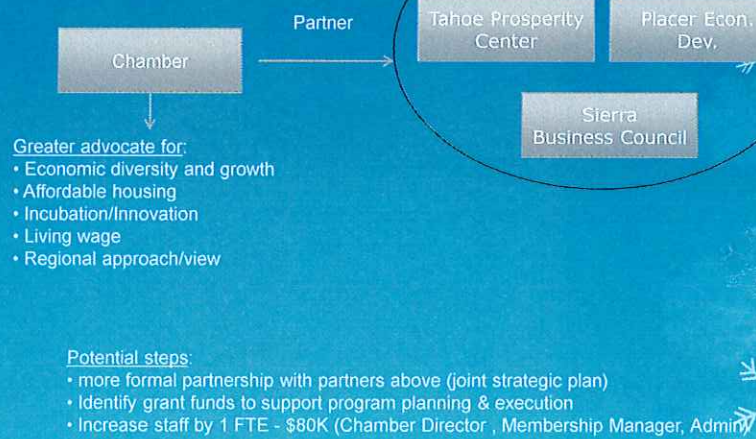 Partner
Chamber
Tahoe Prosperity
Center
Placer Econ.
Dev.
Sierra
Business Council
Greater advocate for:
• Economic diversity and growth
• Affordable housing
• Incubation/Innovation
• Living wage
• Regional approach/view
Potential steps:
• more formal partnership with partners above (joint strategic plan)
• Identify grant funds to support program planning & execution
• Increase staff by 1 FTE - $80K (Chamber Director , Membership Manager, Admin